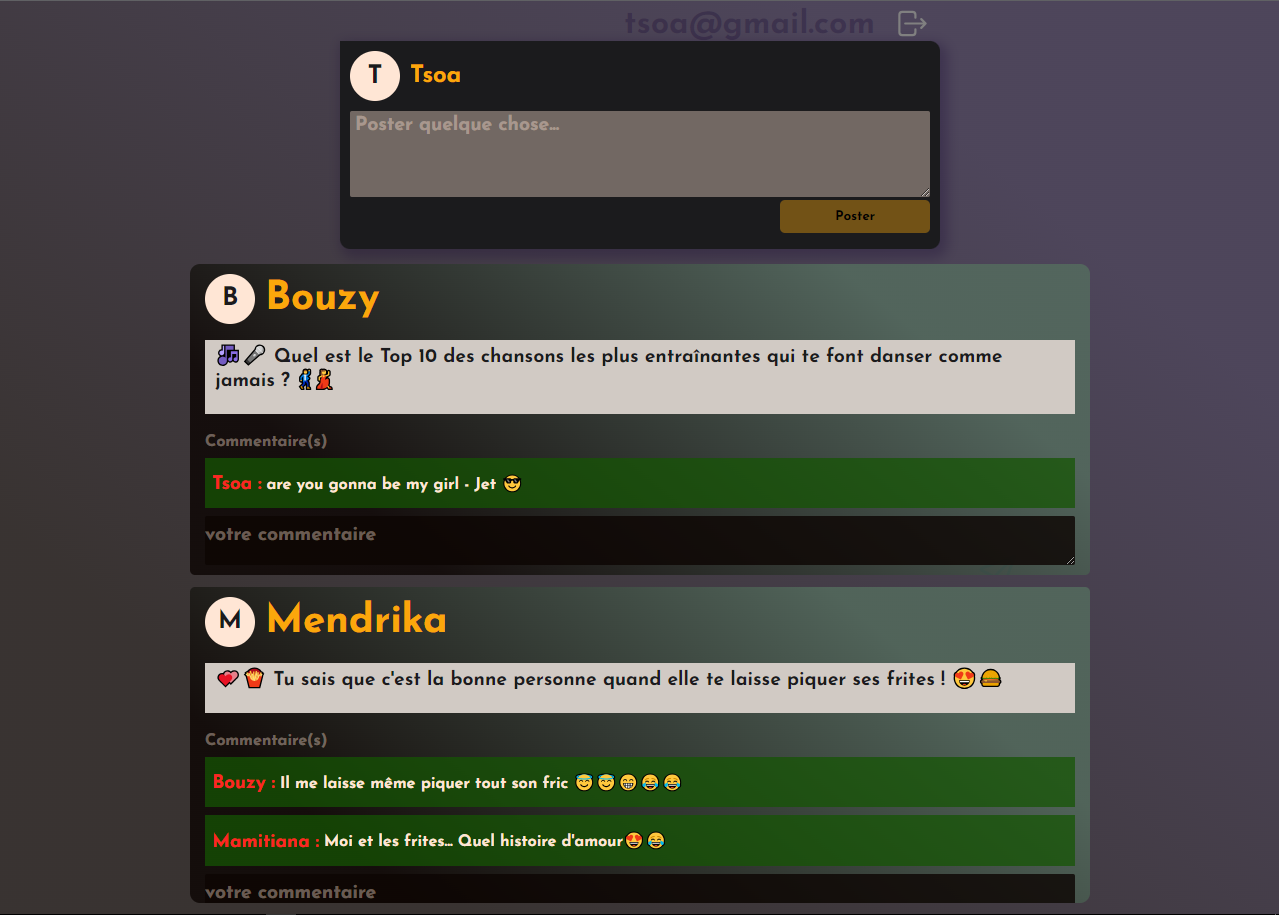 tsoa@gmail.com
T Tsoa
Poster quelque chose...
Poster
B Bouzy
🎶🎤 Quel est le Top 10 des chansons les plus entraînantes qui te font danser comme
jamais ? 🕺💃
Commentaire(s)
Tsoa : are you gonna be my girl - Jet 😎
votre commentaire
M Mendrika
💕🍟 Tu sais que c'est la bonne personne quand elle te laisse piquer ses frites ! 😍🍔
Commentaire(s)
Bouzy : Il me laisse même piquer tout son fric 😇😇😁😂😂
Mamitiana : Moi et les frites... Quel histoire d'amour😍😂
votre commentaire